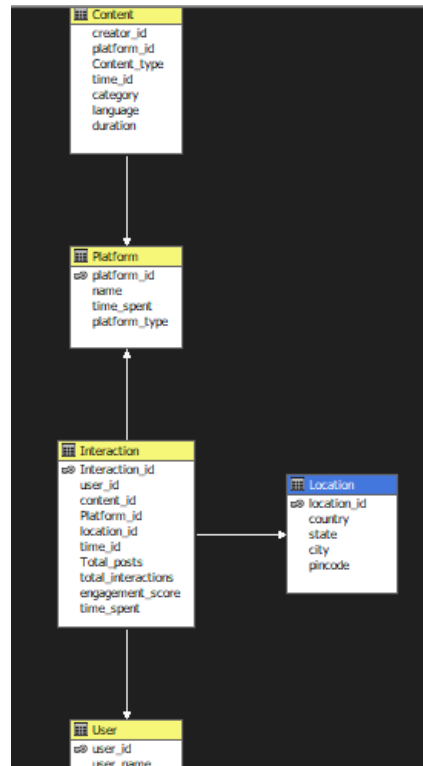 Content
creator_id
platform_id
Content_type
time_id
category
language
duration
Platform
platform_id
name
time_spent
platform_type
Interaction
Interaction_id
user_id
content_id
Platform_id
location_id
time_id
Total_posts
total_interactions
engagement_score
time_spent
Location
location_id
country
state
city
pincode
User
user_id
user_name